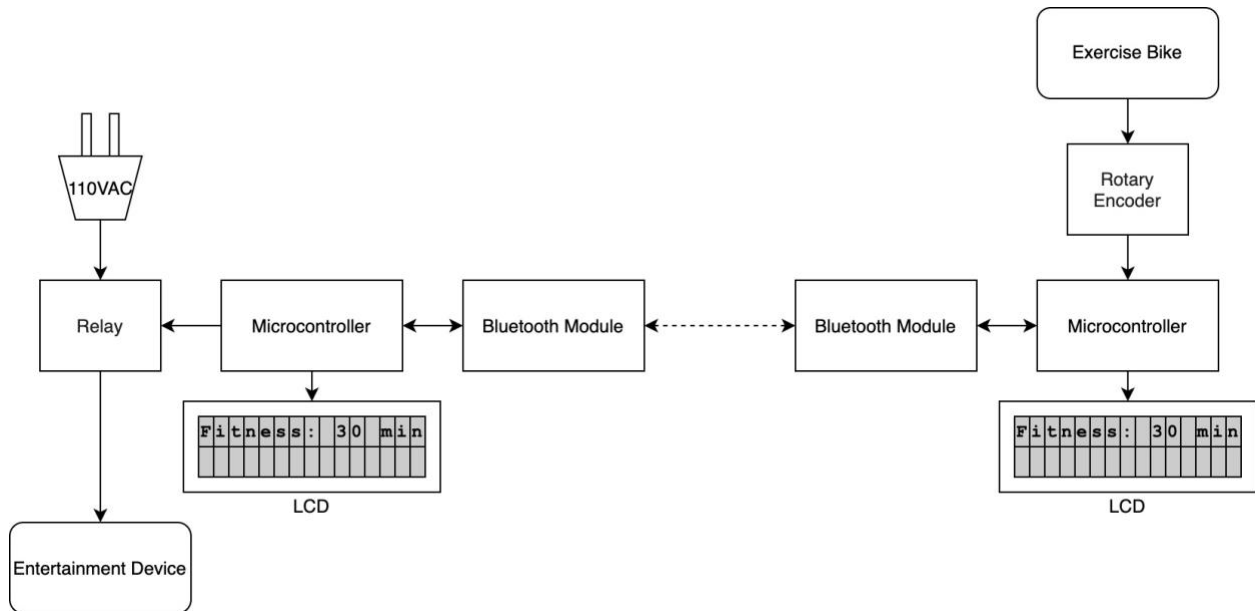 Exercise Bike
110VAC
Rotary
Encoder
Relay
Microcontroller
Bluetooth Module
Bluetooth Module
Microcontroller
Fitness: 30 min
LCD
Fitness: 30 min
LCD
Entertainment Device